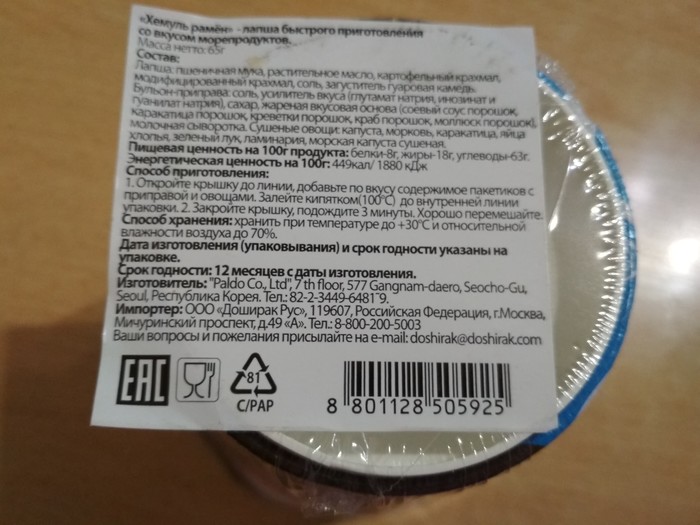 «Хемуль рамён» - лапша быстрого приготовления
со вкусом морепродуктов.
Масса нетто: 65г
Состав:
Лапша: пшеничная мука, растительное масло, картофельный крахмал,
модифицированный крахмал, соль, загуститель гуаровая камедь.
Бульон-приправа: соль, усилитель вкуса (глутамат натрия, инозинат и
гуанилат натрия), сахар, жареная вкусовая основа (соевый соус порошок,
каракатица порошок, креветки порошок, краб порошок, моллюск порошок),
молочная сыворотка. Сушеные овощи: капуста, морковь, каракатица, яйца
хлопья, зеленый лук, ламинария, морская капуста сушеная.
Пищевая ценность на 100г продукта: белки-8г, жиры-18г, углеводы-63г.
Энергетическая ценность на 100г: 449кал/ 1880 кДж
Способ приготовления:
1. Откройте крышку до линии, добавьте по вкусу содержимое пакетиков с
приправой и овощами. Залейте кипятком(100°C) до внутренней линии
упаковки. 2. Закройте крышку, подождите 3 минуты. Хорошо перемешайте.
Способ хранения: хранить при температуре до +30°С и относительной
влажности воздуха до 70%.
Дата изготовления (упаковывания) и срок годности указаны на
упаковке.
Срок годности: 12 месяцев с даты изготовления.
Изготовитель: "Paldo Co., Ltd", 7 th floor, 577 Gangnam-daero, Seocho-Gu,
Seoul, Республика Корея. Тел.: 82-2-3449-6481~9.
Импортер: ООО «Доширак Рус», 119607, Российская Федерация, г.Москва,
Мичуринский проспект, д.49 «А». Тел.: 8-800-200-5003
Ваши вопросы и пожелания присылайте на e-mail: doshirak@doshirak.com
EAC
81
C/PAP
8 801128 505925